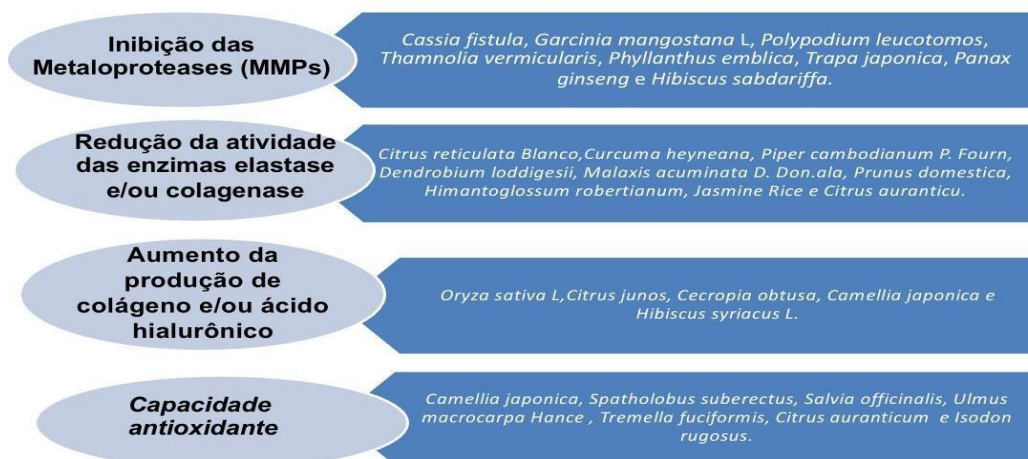 Inibição das
Metaloproteases (MMPs)
Cassia fistula, Garcinia mangostana L, Polypodium leucotomos,
Thamnolia vermicularis, Phyllanthus emblica, Trapa japonica, Panax
ginseng e Hibiscus sabdariffa.
Redução da atividade
das enzimas elastase
e/ou colagenase
Citrus reticulata Blanco,Curcuma heyneana, Piper cambodianum P. Fourn,
Dendrobium loddigesii, Malaxis acuminata D. Don.ala, Prunus domestica,
Himantoglossum robertianum, Jasmine Rice e Citrus auranticu.
Aumento da
produção de
colágeno e/ou ácido
hialurônico
Oryza sativa L,Citrus junos, Cecropia obtusa, Camellia japonica e
Hibiscus syriacus L.
Capacidade
antioxidante
Camellia japonica, Spatholobus suberectus, Salvia officinalis, Ulmus
macrocarpa Hance , Tremella fuciformis, Citrus auranticum e Isodon
rugosus.